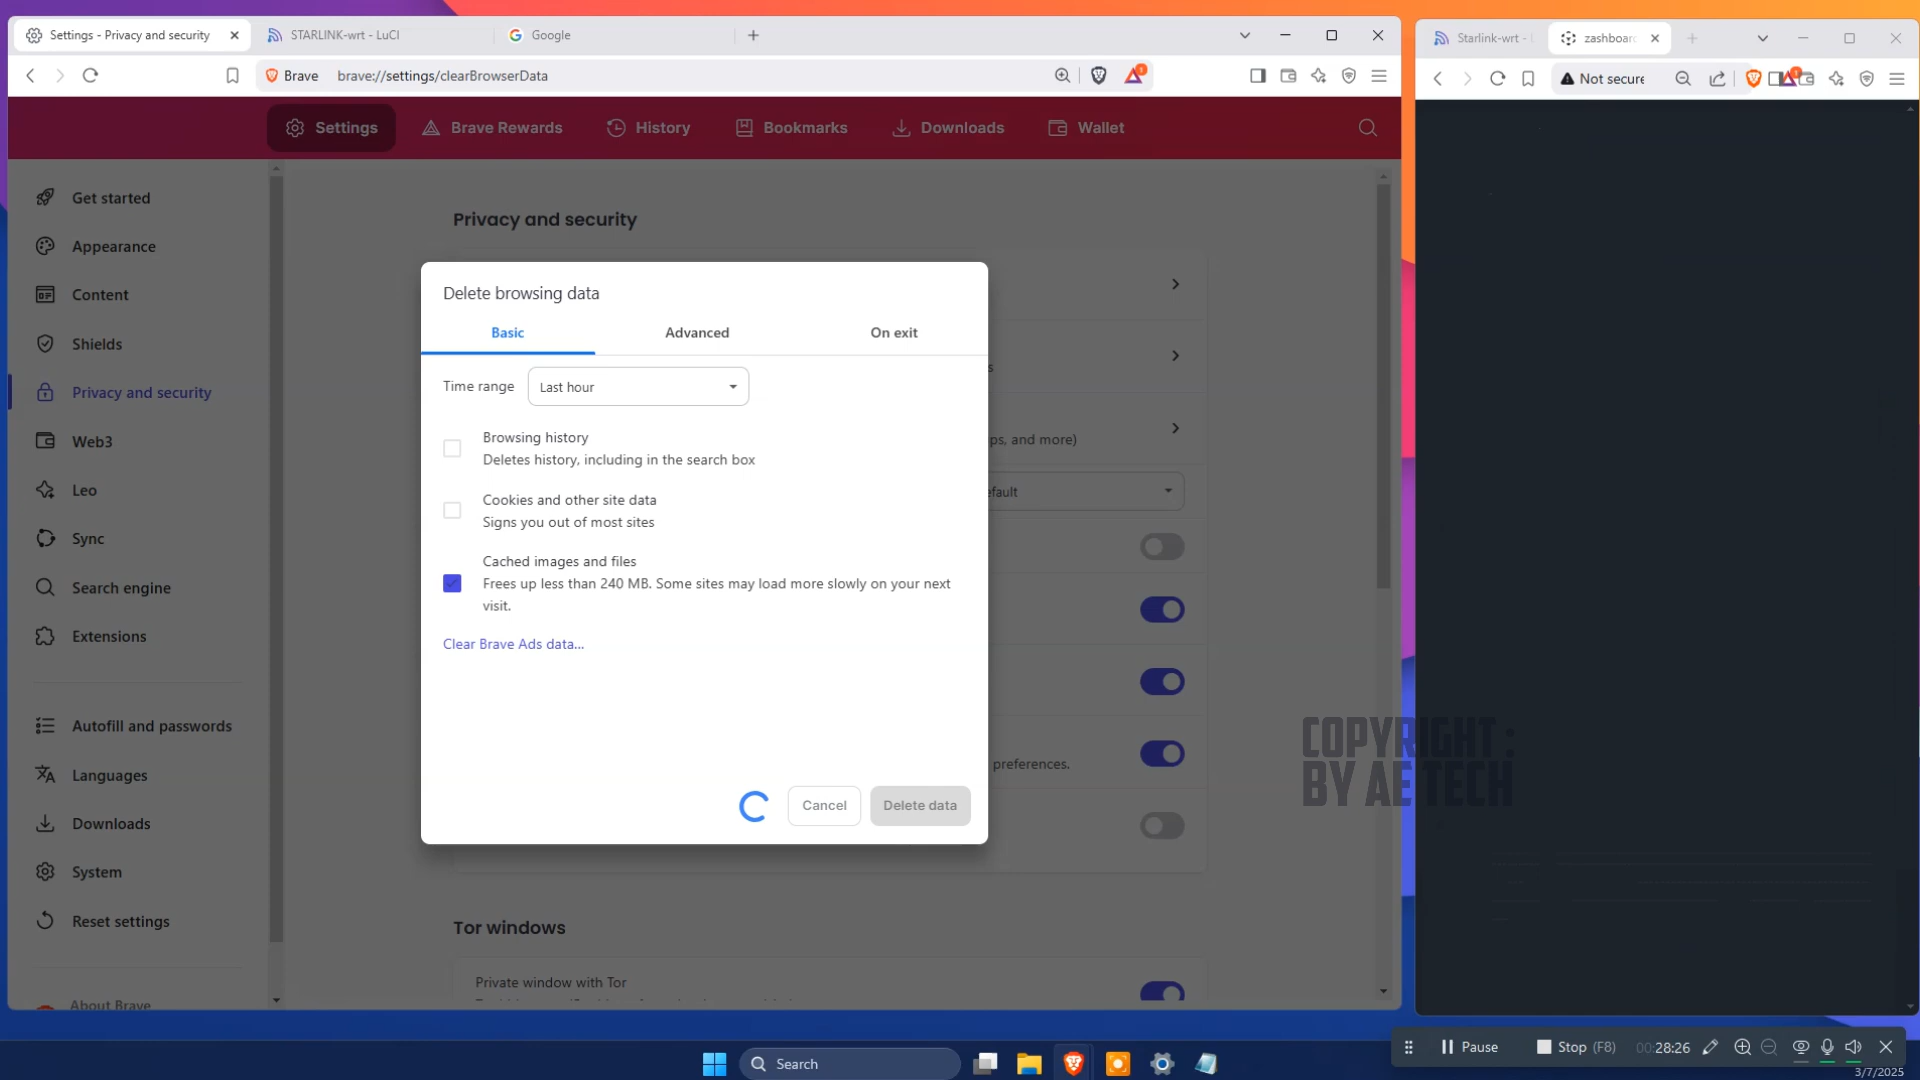 Settings - Privacy and security
STARLINK-wrt - LuCI
Google
Brave
brave://settings/clearBrowserData
Settings
Brave Rewards
History
Bookmarks
Downloads
Wallet
Get started
Appearance
Content
Shields
Privacy and security
Web3
Leo
Sync
Search engine
Extensions
Autofill and passwords
Languages
Downloads
System
Reset settings
About Brave
Privacy and security
Delete browsing data
Basic
Advanced
On exit
Time range
Last hour
Browsing history
Deletes history, including in the search box
Cookies and other site data
Signs you out of most sites
Cached images and files
Frees up less than 240 MB. Some sites may load more slowly on your next
visit.
Clear Brave Ads data...
Cancel
Delete data
ps, and more)
efault
preferences.
Tor windows
Private window with Tor
Starlink-wrt -
zashboar
Not secure
COPYRIGHT :
BY AE TECH
Search
Pause
Stop (F8)
00:28:26
3/7/2025